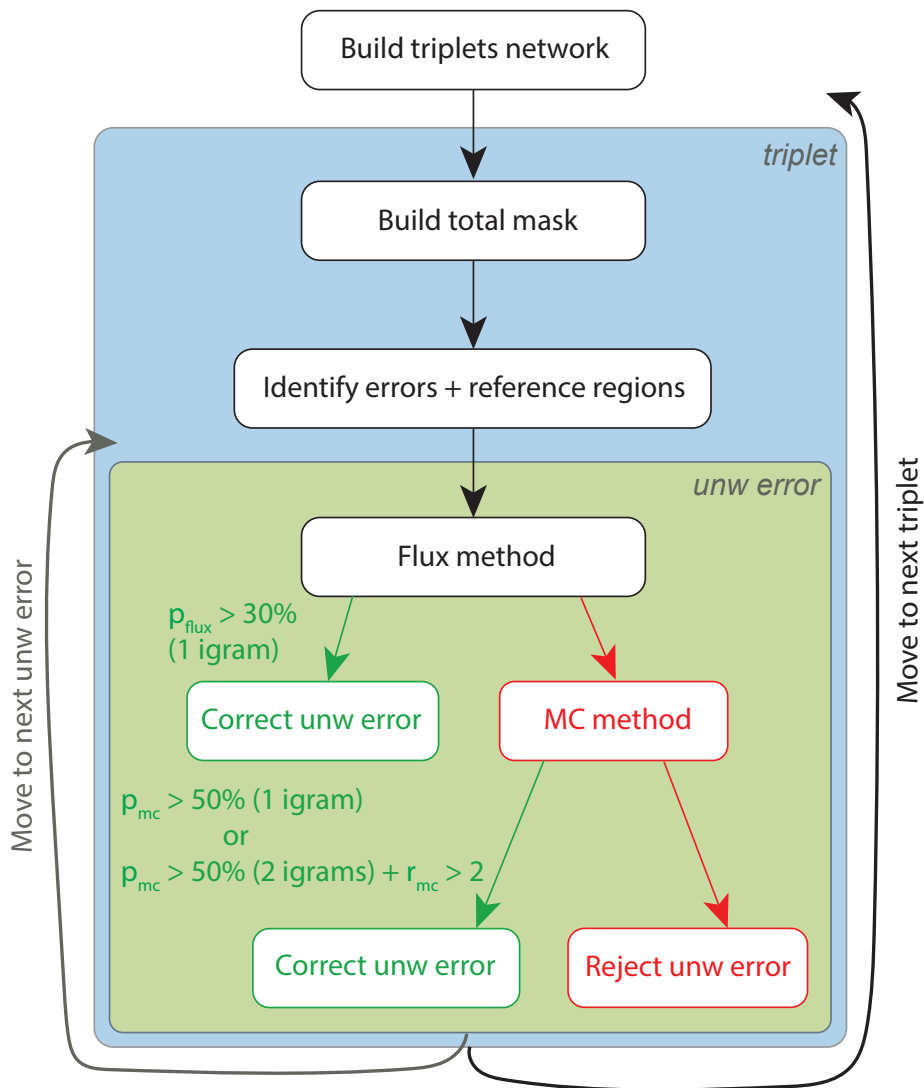 Build triplets network
triplet
Build total mask
Identify errors + reference regions
unw error
Flux method
p_flux > 30%
(1 igram)
Correct unw error
MC method
p_mc > 50% (1 igram)
or
p_mc > 50% (2 igrams) + r_mc > 2
Correct unw error
Reject unw error
Move to next unw error
Move to next triplet